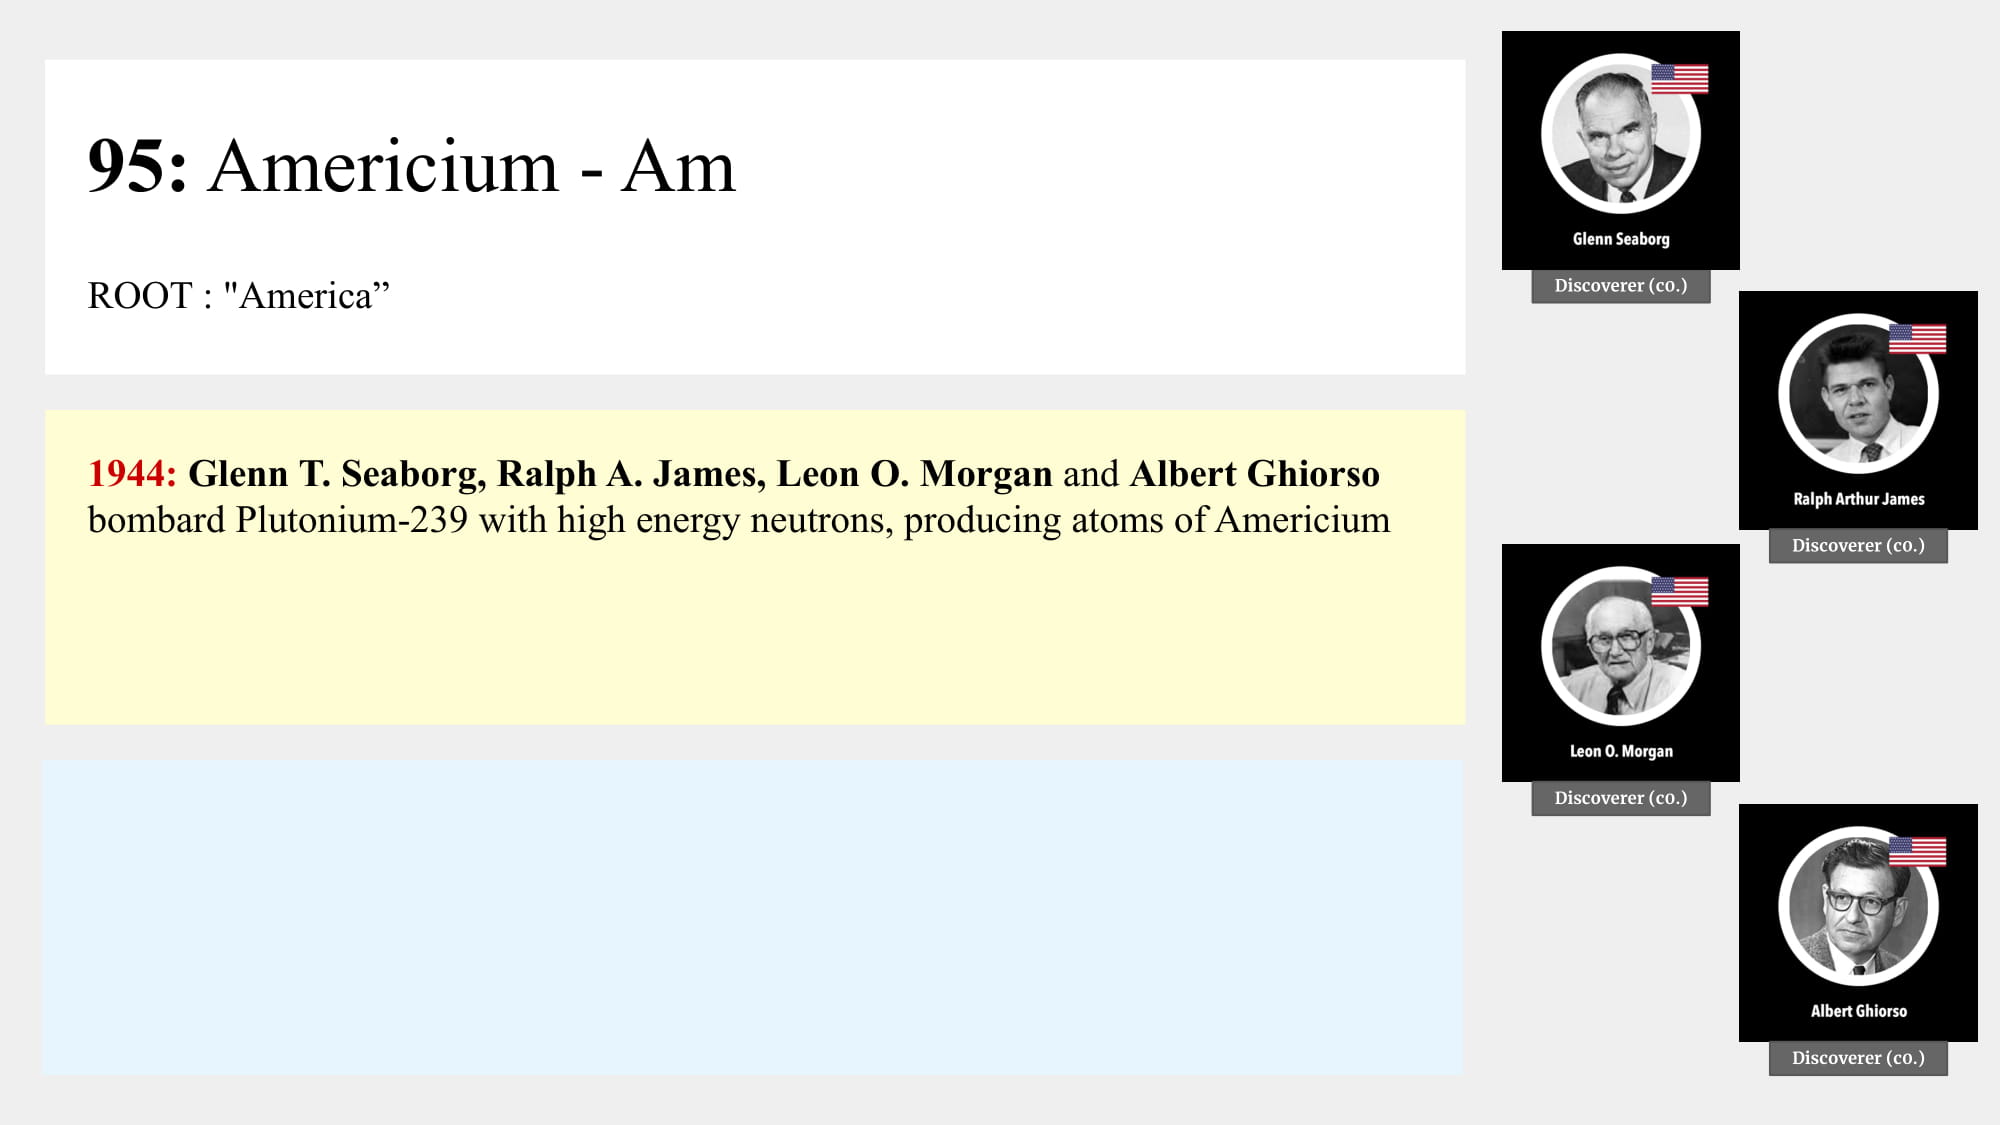 95: Americium - Am
ROOT : "America”
1944: Glenn T. Seaborg, Ralph A. James, Leon O. Morgan and Albert Ghiorso
bombard Plutonium-239 with high energy neutrons, producing atoms of Americium
Glenn Seaborg
Discoverer (co.)
Ralph Arthur James
Discoverer (co.)
Leon O. Morgan
Discoverer (co.)
Albert Ghiorso
Discoverer (co.)